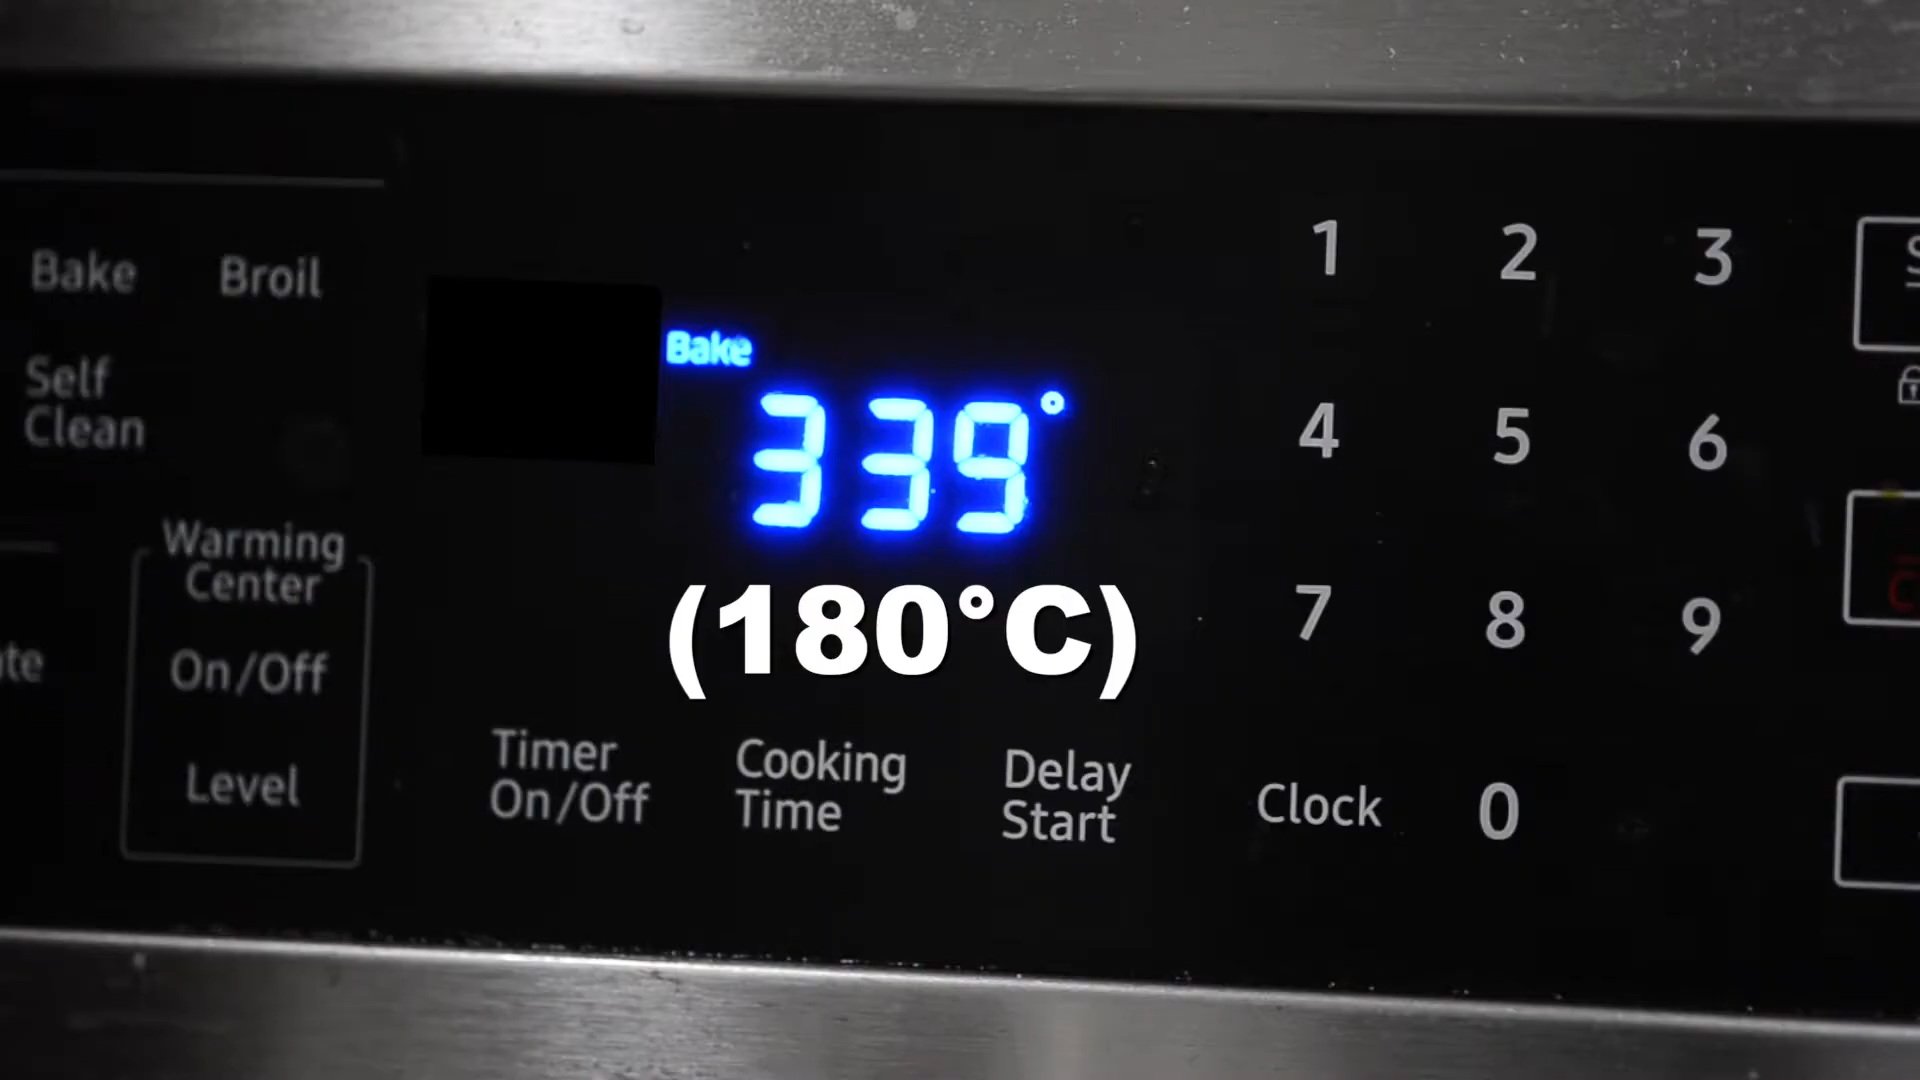 Bake Broil
Self
Clean
Warming
Center
On/Off
Level
Bake
339°
(180°C)
Timer
On/Off
Cooking
Time
Delay
Start
1 2 3
4 5 6
7 8 9
Clock 0